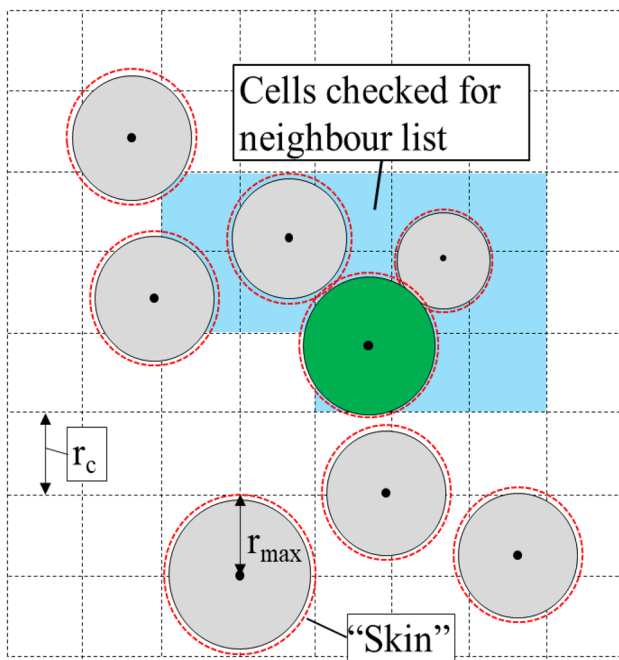 Cells checked for
neighbour list
rc
rmax
“Skin”